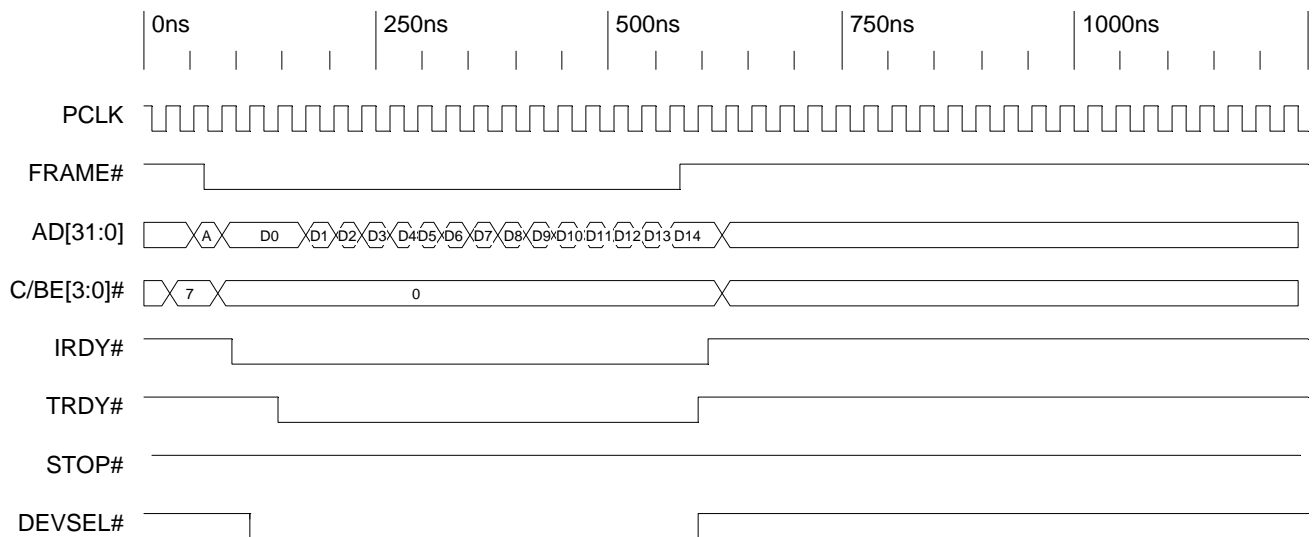 0ns 250ns 500ns 750ns 1000ns
PCLK
FRAME#
AD[31:0] A D0 D1 D2 D3 D4 D5 D6 D7 D8 D9 D10 D11 D12 D13 D14
C/BE[3:0]# 7 0
IRDY#
TRDY#
STOP#
DEVSEL#